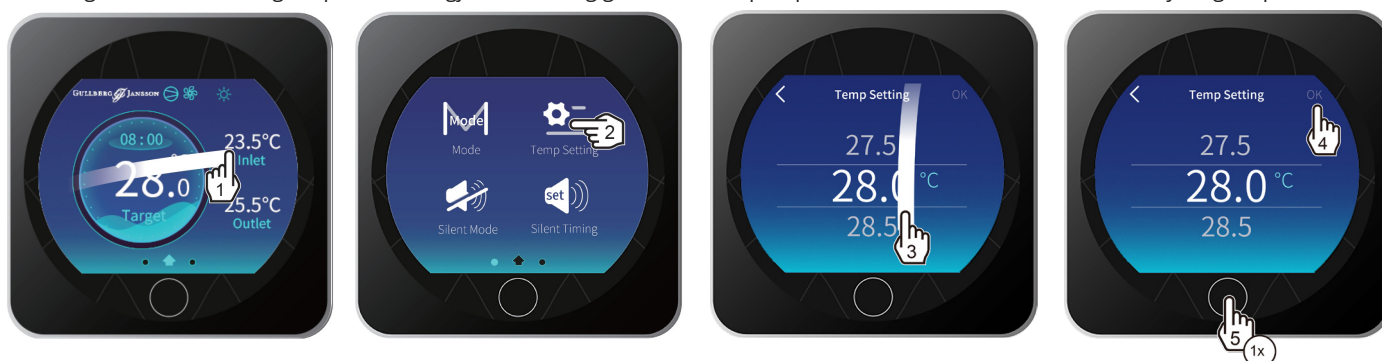 GULLBERG JANSSON
08:00
23.5°C
Inlet
28.0
Target
25.5°C
Outlet
1
Mode
Mode
Temp Setting
2
set
Silent Mode
Silent Timing
Temp Setting
OK
27.5
28.0 °C
28.5
3
Temp Setting
OK
27.5
28.0 °C
28.5
4
5
1x